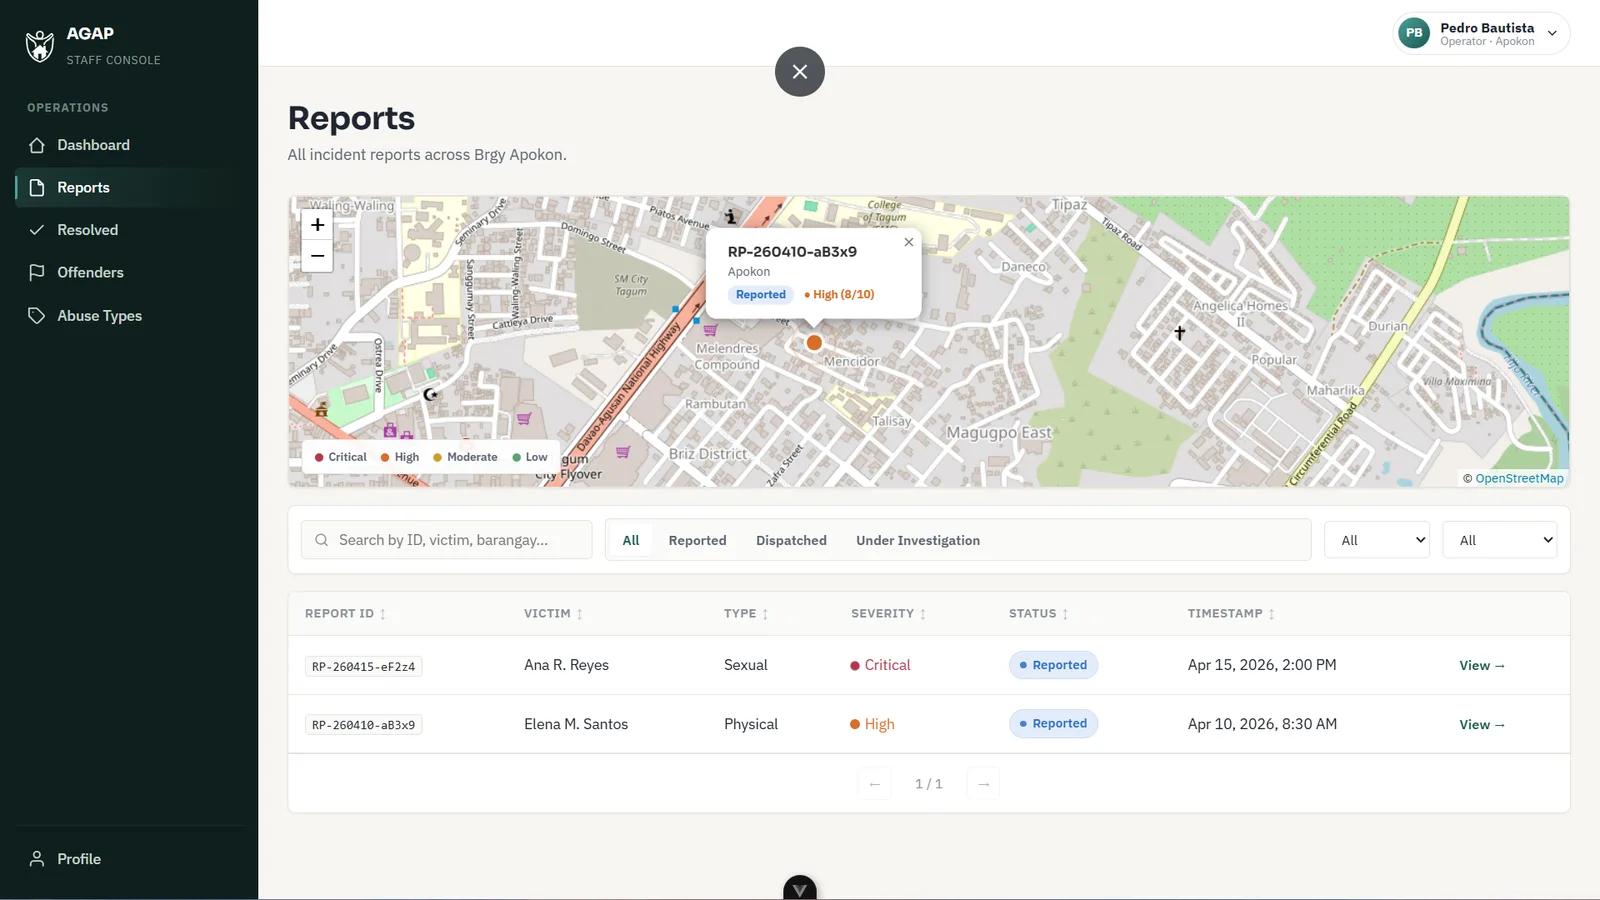 AGAP
STAFF CONSOLE
OPERATIONS
Dashboard
Reports
Resolved
Offenders
Abuse Types
Profile
PB
Pedro Bautista
Operator · Apokon
Reports
All incident reports across Brgy Apokon.
+
−
Waling-Waling
Seminary Drive
Domingo Street
Piatos Avenue
Sanggumay Street
Waling-Waling Street
Cattleya Drive
Ostrea Drive
SM City
Tagum
College
of Tagum
Tipaz
Tipaz Road
Daneco
Angelica Homes
II
Durian
Popular
Maharlika
Villa Maximina
Circumferential Road
Davao-Agusan National Highway
Melendres
Compound
Mencidor
Rambutan
Talisay
Magugpo East
Briz District
Zafra Street
City Flyover
RP-260410-aB3x9
Apokon
Reported
High (8/10)
Critical
High
Moderate
Low
© OpenStreetMap
Search by ID, victim, barangay...
All
Reported
Dispatched
Under Investigation
All
All
REPORT ID ↕ VICTIM ↕ TYPE ↕ SEVERITY ↕ STATUS ↕ TIMESTAMP ↕
RP-260415-eF2z4 Ana R. Reyes Sexual Critical Reported Apr 15, 2026, 2:00 PM View →
RP-260410-aB3x9 Elena M. Santos Physical High Reported Apr 10, 2026, 8:30 AM View →
← 1 / 1 →